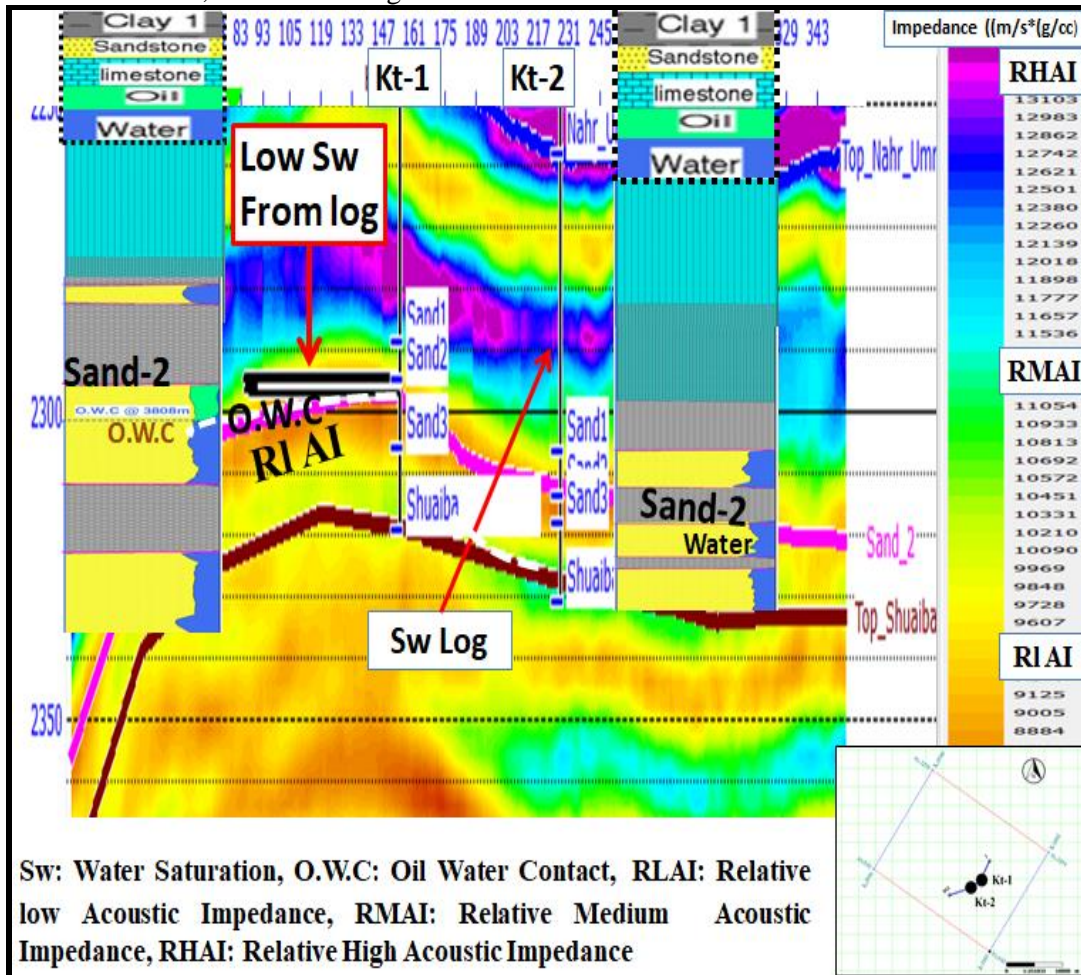 Clay 1
Sandstone
limestone
Oil
Water
83 93 105 119 133 147 161 175 189 203 217 231 245
Clay 1
Sandstone
limestone
Oil
Water
329 343
Impedance ((m/s*(g/cc)
Kt-1
Kt-2
Low Sw
From log
Nahr_U
Top_Nahr_Umr
Sand1
Sand2
Sand3
Shuaiba
Sand1
Sand3
Shuaiba
Sand-2
O.W.C @ 3808m
O.W.C
O.W.C
Rl AI
2300
2350
Sw Log
Sand-2
Water
Sand_2
Top_Shuaiba
RHAI
13103
12983
12862
12742
12621
12501
12380
12260
12139
12018
11898
11777
11657
11536
RMAI
11054
10933
10813
10692
10572
10451
10331
10210
10090
9969
9848
9728
9607
Rl AI
9125
9005
8884
Kt-1
Kt-2
Sw: Water Saturation, O.W.C: Oil Water Contact, RLAI: Relative
low Acoustic Impedance, RMAI: Relative Medium Acoustic
Impedance, RHAI: Relative High Acoustic Impedance